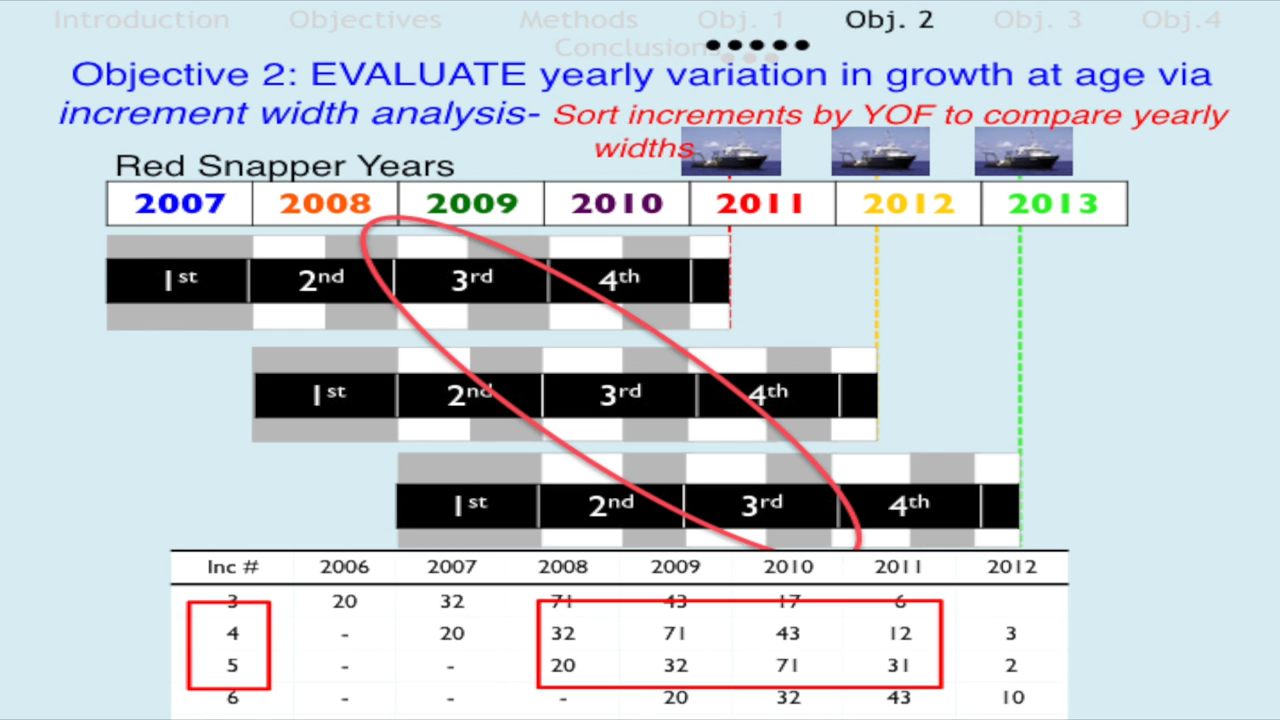 Introduction Objectives Methods Obj. 1 Obj. 2 Obj. 3 Obj.4
Conclusions
Objective 2: EVALUATE yearly variation in growth at age via
increment width analysis- Sort increments by YOF to compare yearly
widths
Red Snapper Years
2007 2008 2009 2010 2011 2012 2013
1st 2nd 3rd 4th
1st 2nd 3rd 4th
1st 2nd 3rd 4th
Inc # 2006 2007 2008 2009 2010 2011 2012
3 20 32 71 43 17 6
4 - 20 32 71 43 12 3
5 - - 20 32 71 31 2
6 - - - 20 32 43 10